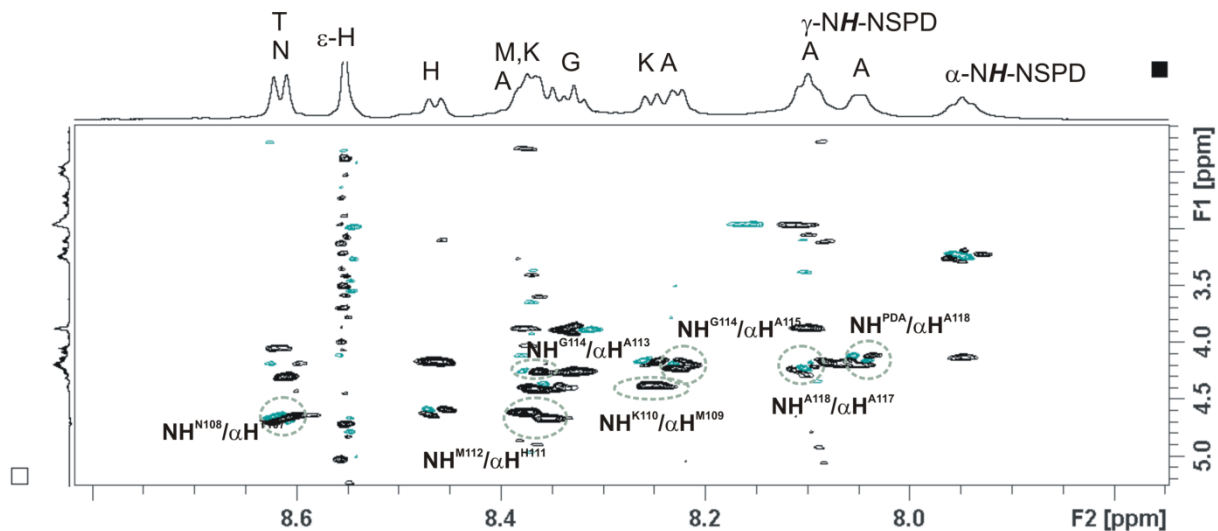 T
N
ε-H
H
M,K
A
G
K A
γ-NH-NSPD
A
A
α-NH-NSPD
F1 [ppm]
3.5
4.0
4.5
5.0
NH^G114/αH^A113
NH^G114/αH^A115
NH^PDA/αH^A118
NH^N108/αH
NH^M112/αH^H111
NH^K110/αH^M109
NH^A118/αH^A117
8.6
8.4
8.2
8.0
F2 [ppm]